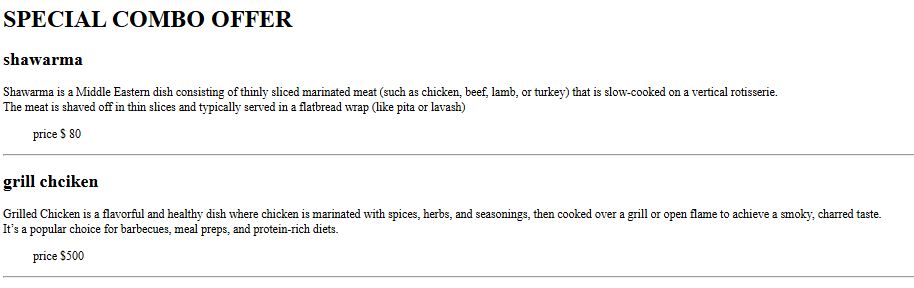 SPECIAL COMBO OFFER
shawarma
Shawarma is a Middle Eastern dish consisting of thinly sliced marinated meat (such as chicken, beef, lamb, or turkey) that is slow-cooked on a vertical rotisserie.
The meat is shaved off in thin slices and typically served in a flatbread wrap (like pita or lavash)
price $ 80
grill chciken
Grilled Chicken is a flavorful and healthy dish where chicken is marinated with spices, herbs, and seasonings, then cooked over a grill or open flame to achieve a smoky, charred taste.
It’s a popular choice for barbecues, meal preps, and protein-rich diets.
price $500